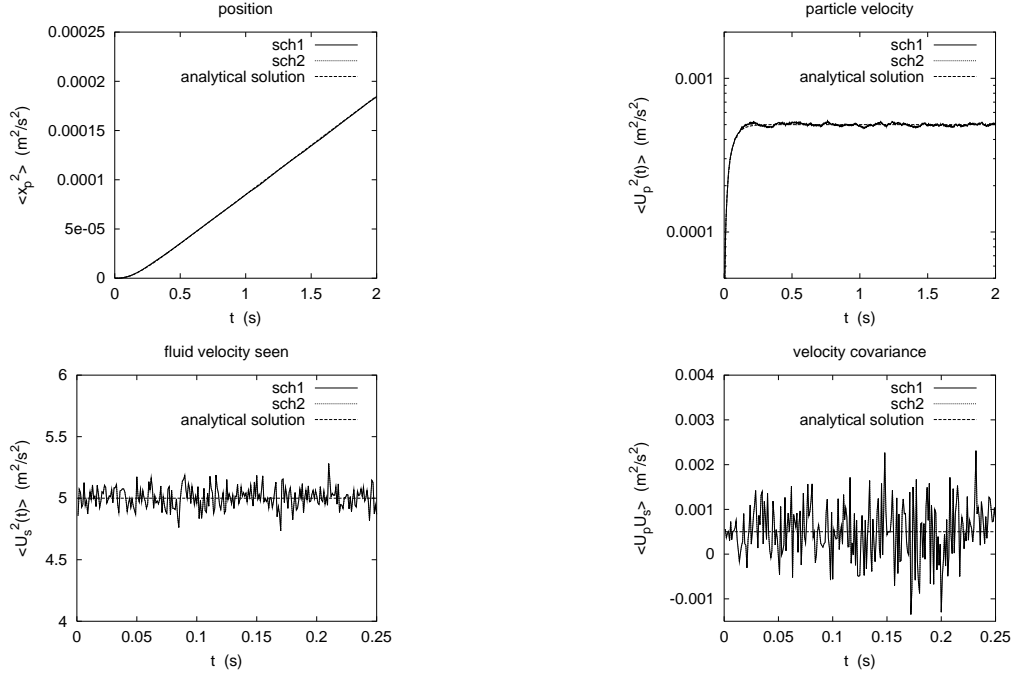 position
0.00025
0.0002
0.00015
0.0001
5e-05
0
0 0.5 1 1.5 2
<x_p^2> (m^2/s^2)
t (s)
sch1
sch2
analytical solution
particle velocity
0.001
0.0001
0 0.5 1 1.5 2
<U_p^2(t)> (m^2/s^2)
t (s)
sch1
sch2
analytical solution
fluid velocity seen
6
5.5
5
4.5
4
0 0.05 0.1 0.15 0.2 0.25
<U_s^2(t)> (m^2/s^2)
t (s)
sch1
sch2
analytical solution
velocity covariance
0.004
0.003
0.002
0.001
0
-0.001
0 0.05 0.1 0.15 0.2 0.25
<U_pU_s> (m^2/s^2)
t (s)
sch1
sch2
analytical solution